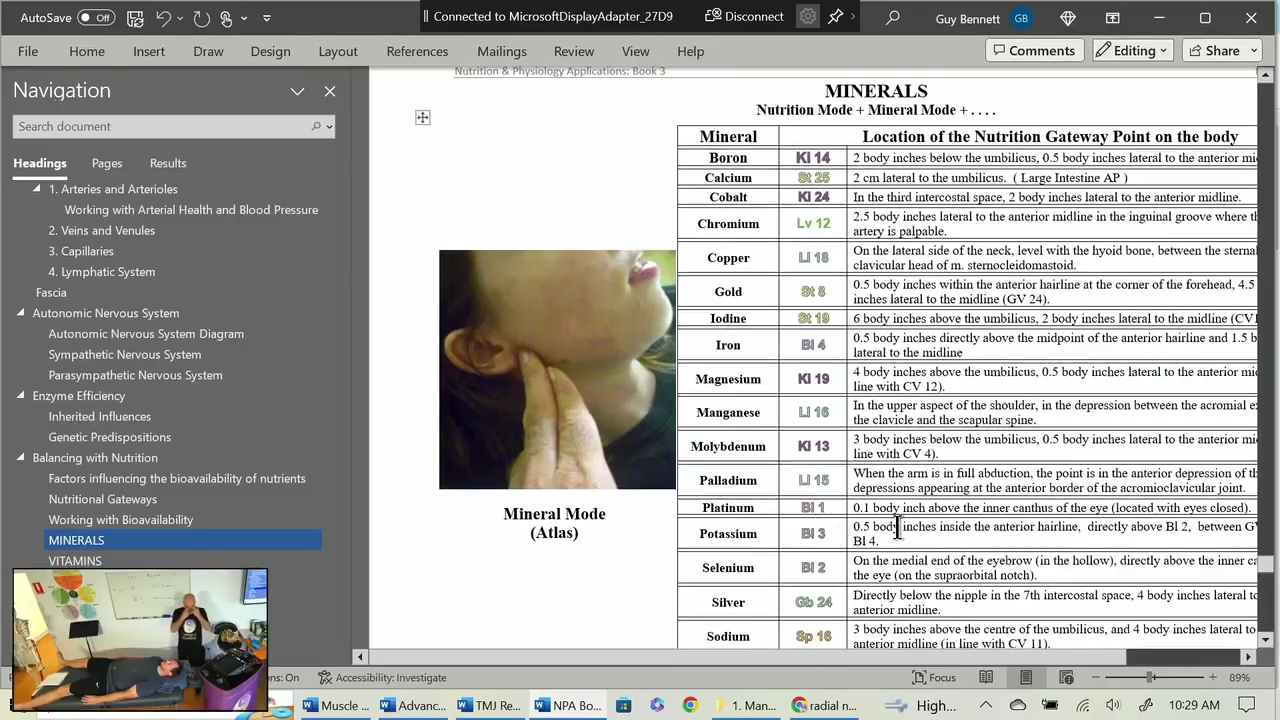 AutoSave Off
Connected to MicrosoftDisplayAdapter_27D9
Disconnect
Guy Bennett
GB
File Home Insert Draw Design Layout References Mailings Review View Help
Comments
Editing
Share
Navigation
Search document
Headings Pages Results
1. Arteries and Arterioles
Working with Arterial Health and Blood Pressure
2. Veins and Venules
3. Capillaries
4. Lymphatic System
Fascia
Autonomic Nervous System
Autonomic Nervous System Diagram
Sympathetic Nervous System
Parasympathetic Nervous System
Enzyme Efficiency
Inherited Influences
Genetic Predispositions
Balancing with Nutrition
Factors influencing the bioavailability of nutrients
Nutritional Gateways
Working with Bioavailability
MINERALS
VITAMINS
Nutrition & Physiology Applications: Book 3
MINERALS
Nutrition Mode + Mineral Mode + . . . .
Mineral Location of the Nutrition Gateway Point on the body
Boron KI 14 2 body inches below the umbilicus, 0.5 body inches lateral to the anterior mi
Calcium St 25 2 cm lateral to the umbilicus. ( Large Intestine AP )
Cobalt KI 24 In the third intercostal space, 2 body inches lateral to the anterior midline.
Chromium Lv 12 2.5 body inches lateral to the anterior midline in the inguinal groove where th
artery is palpable.
Copper LI 18 On the lateral side of the neck, level with the hyoid bone, between the sternal
clavicular head of m. sternocleidomastoid.
Gold St 8 0.5 body inches within the anterior hairline at the corner of the forehead, 4.5
inches lateral to the midline (GV 24).
Iodine St 19 6 body inches above the umbilicus, 2 body inches lateral to the midline (CV1
Iron Bl 4 0.5 body inches directly above the midpoint of the anterior hairline and 1.5 b
lateral to the midline
Magnesium KI 19 4 body inches above the umbilicus, 0.5 body inches lateral to the anterior mi
line with CV 12).
Manganese LI 16 In the upper aspect of the shoulder, in the depression between the acromial e
the clavicle and the scapular spine.
Molybdenum KI 13 3 body inches below the umbilicus, 0.5 body inches lateral to the anterior mi
line with CV 4).
Palladium LI 15 When the arm is in full abduction, the point is in the anterior depression of th
depressions appearing at the anterior border of the acromioclavicular joint.
Platinum Bl 1 0.1 body inch above the inner canthus of the eye (located with eyes closed).
Potassium Bl 3 0.5 body inches inside the anterior hairline, directly above Bl 2, between G
Bl 4.
Selenium Bl 2 On the medial end of the eyebrow (in the hollow), directly above the inner ca
the eye (on the supraorbital notch).
Silver Gb 24 Directly below the nipple in the 7th intercostal space, 4 body inches lateral to
anterior midline.
Sodium Sp 16 3 body inches above the centre of the umbilicus, and 4 body inches lateral to
anterior midline (in line with CV 11).
Mineral Mode
(Atlas)
ons: On
Accessibility: Investigate
Focus
89%
Muscle ...
Advanc...
TMJ Re...
NPA Bo...
1. Man...
radial n...
High...
10:29 AM